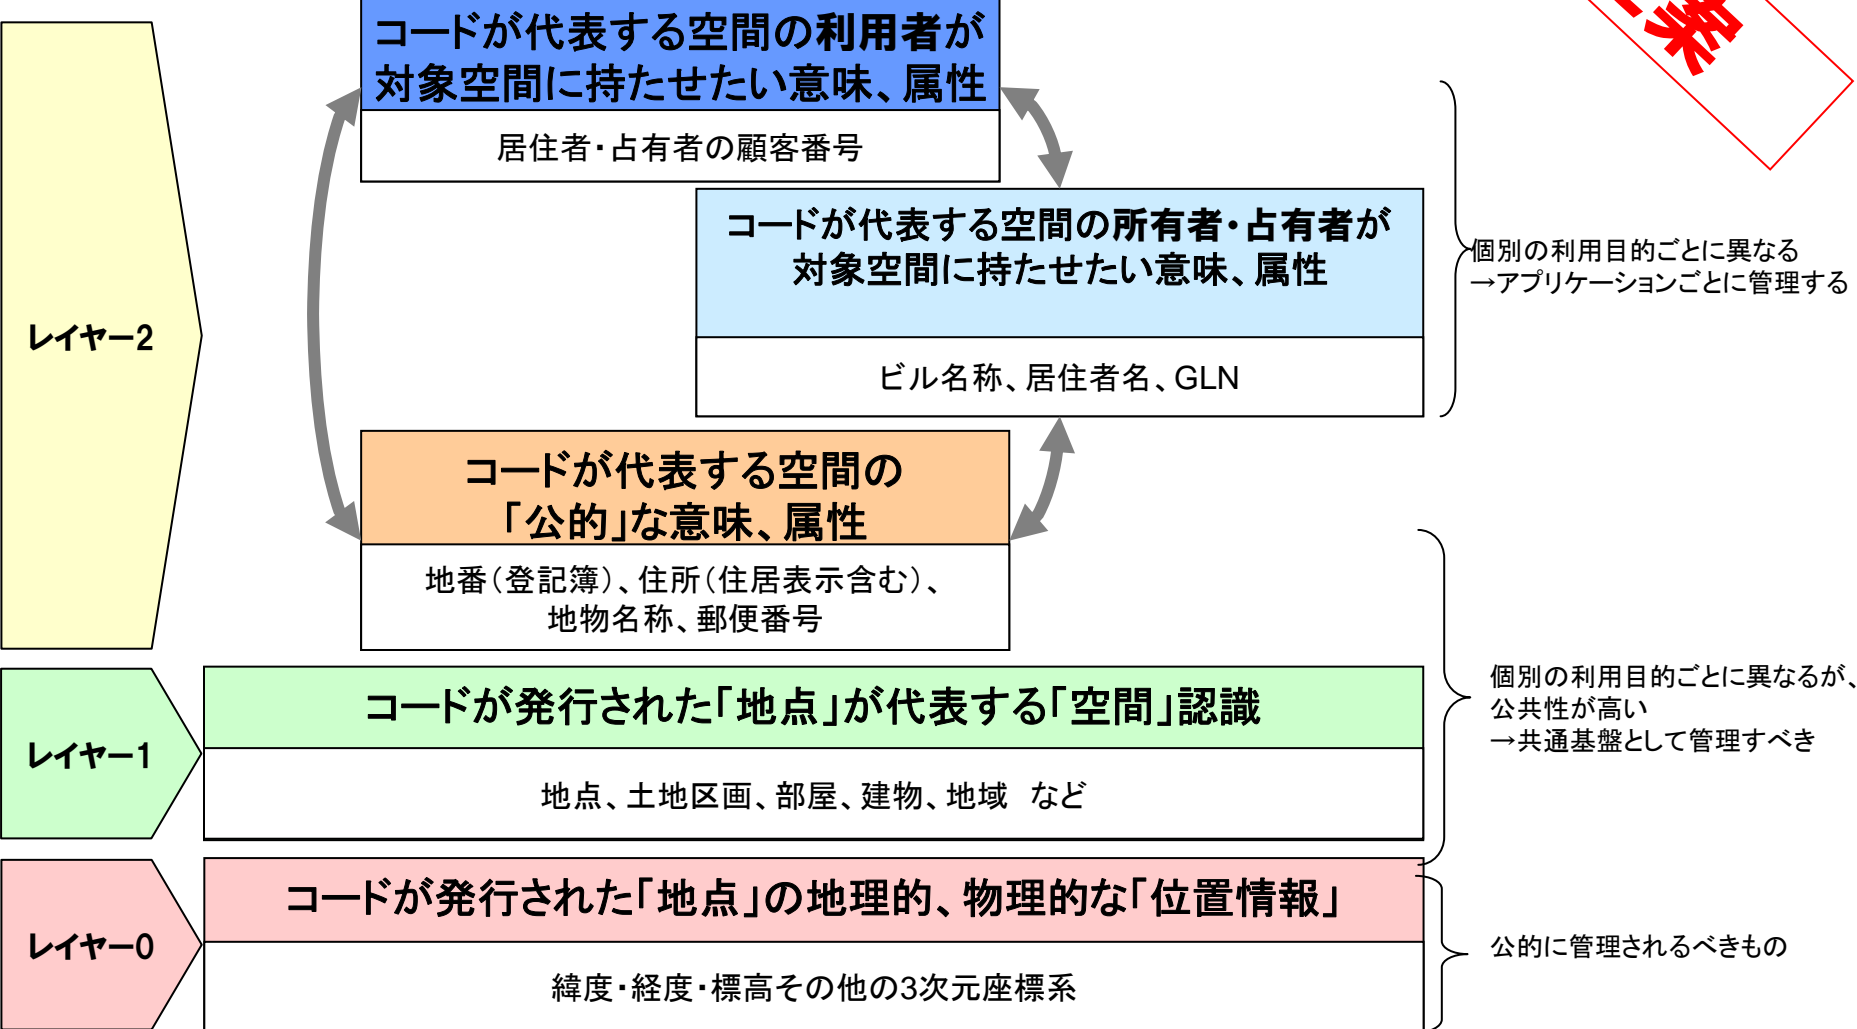 コードが代表する空間の利用者が
対象空間に持たせたい意味、属性
居住者・占有者の顧客番号
コードが代表する空間の所有者・占有者が
対象空間に持たせたい意味、属性
ビル名称、居住者名、GLN
個別の利用目的ごとに異なる
→アプリケーションごとに管理する
レイヤー2
コードが代表する空間の
「公的」な意味、属性
地番(登記簿)、住所(住居表示含む)、
地物名称、郵便番号
レイヤー1
コードが発行された「地点」が代表する「空間」認識
地点、土地区画、部屋、建物、地域 など
個別の利用目的ごとに異なるが、
公共性が高い
→共通基盤として管理すべき
レイヤー0
コードが発行された「地点」の地理的、物理的な「位置情報」
緯度・経度・標高その他の3次元座標系
公的に管理されるべきもの
案